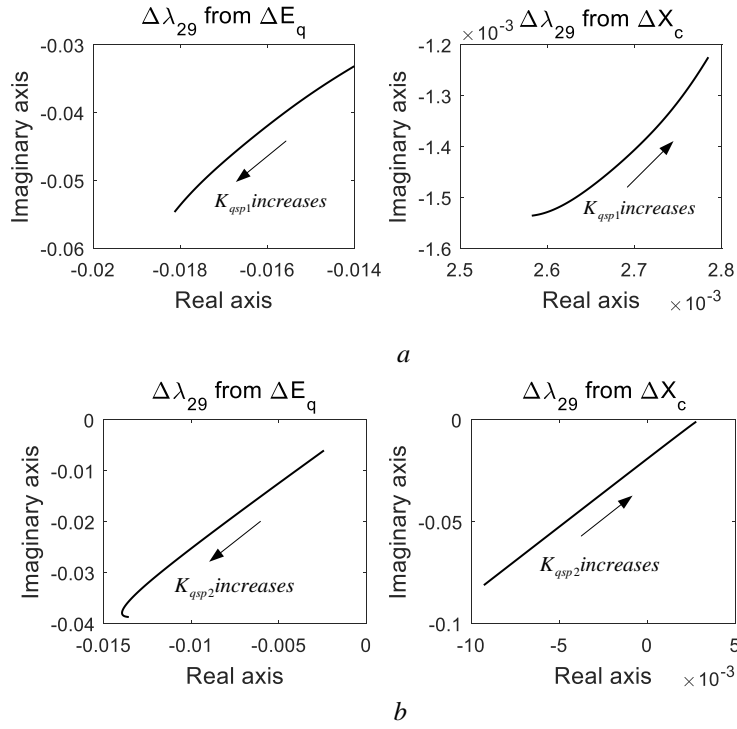 Δλ29 from ΔEq
-0.03
-0.04
-0.05
-0.06
Imaginary axis
Kqsp1increases
-0.02 -0.018 -0.016 -0.014
Real axis
×10-3 Δλ29 from ΔXc
-1.2
-1.3
-1.4
-1.5
-1.6
Imaginary axis
Kqsp1increases
2.5 2.6 2.7 2.8
Real axis ×10-3
a
Δλ29 from ΔEq
0
-0.01
-0.02
-0.03
-0.04
Imaginary axis
Kqsp2increases
-0.015 -0.01 -0.005 0
Real axis
Δλ29 from ΔXc
0
-0.05
-0.1
Imaginary axis
Kqsp2increases
-10 -5 0 5
Real axis ×10-3
b